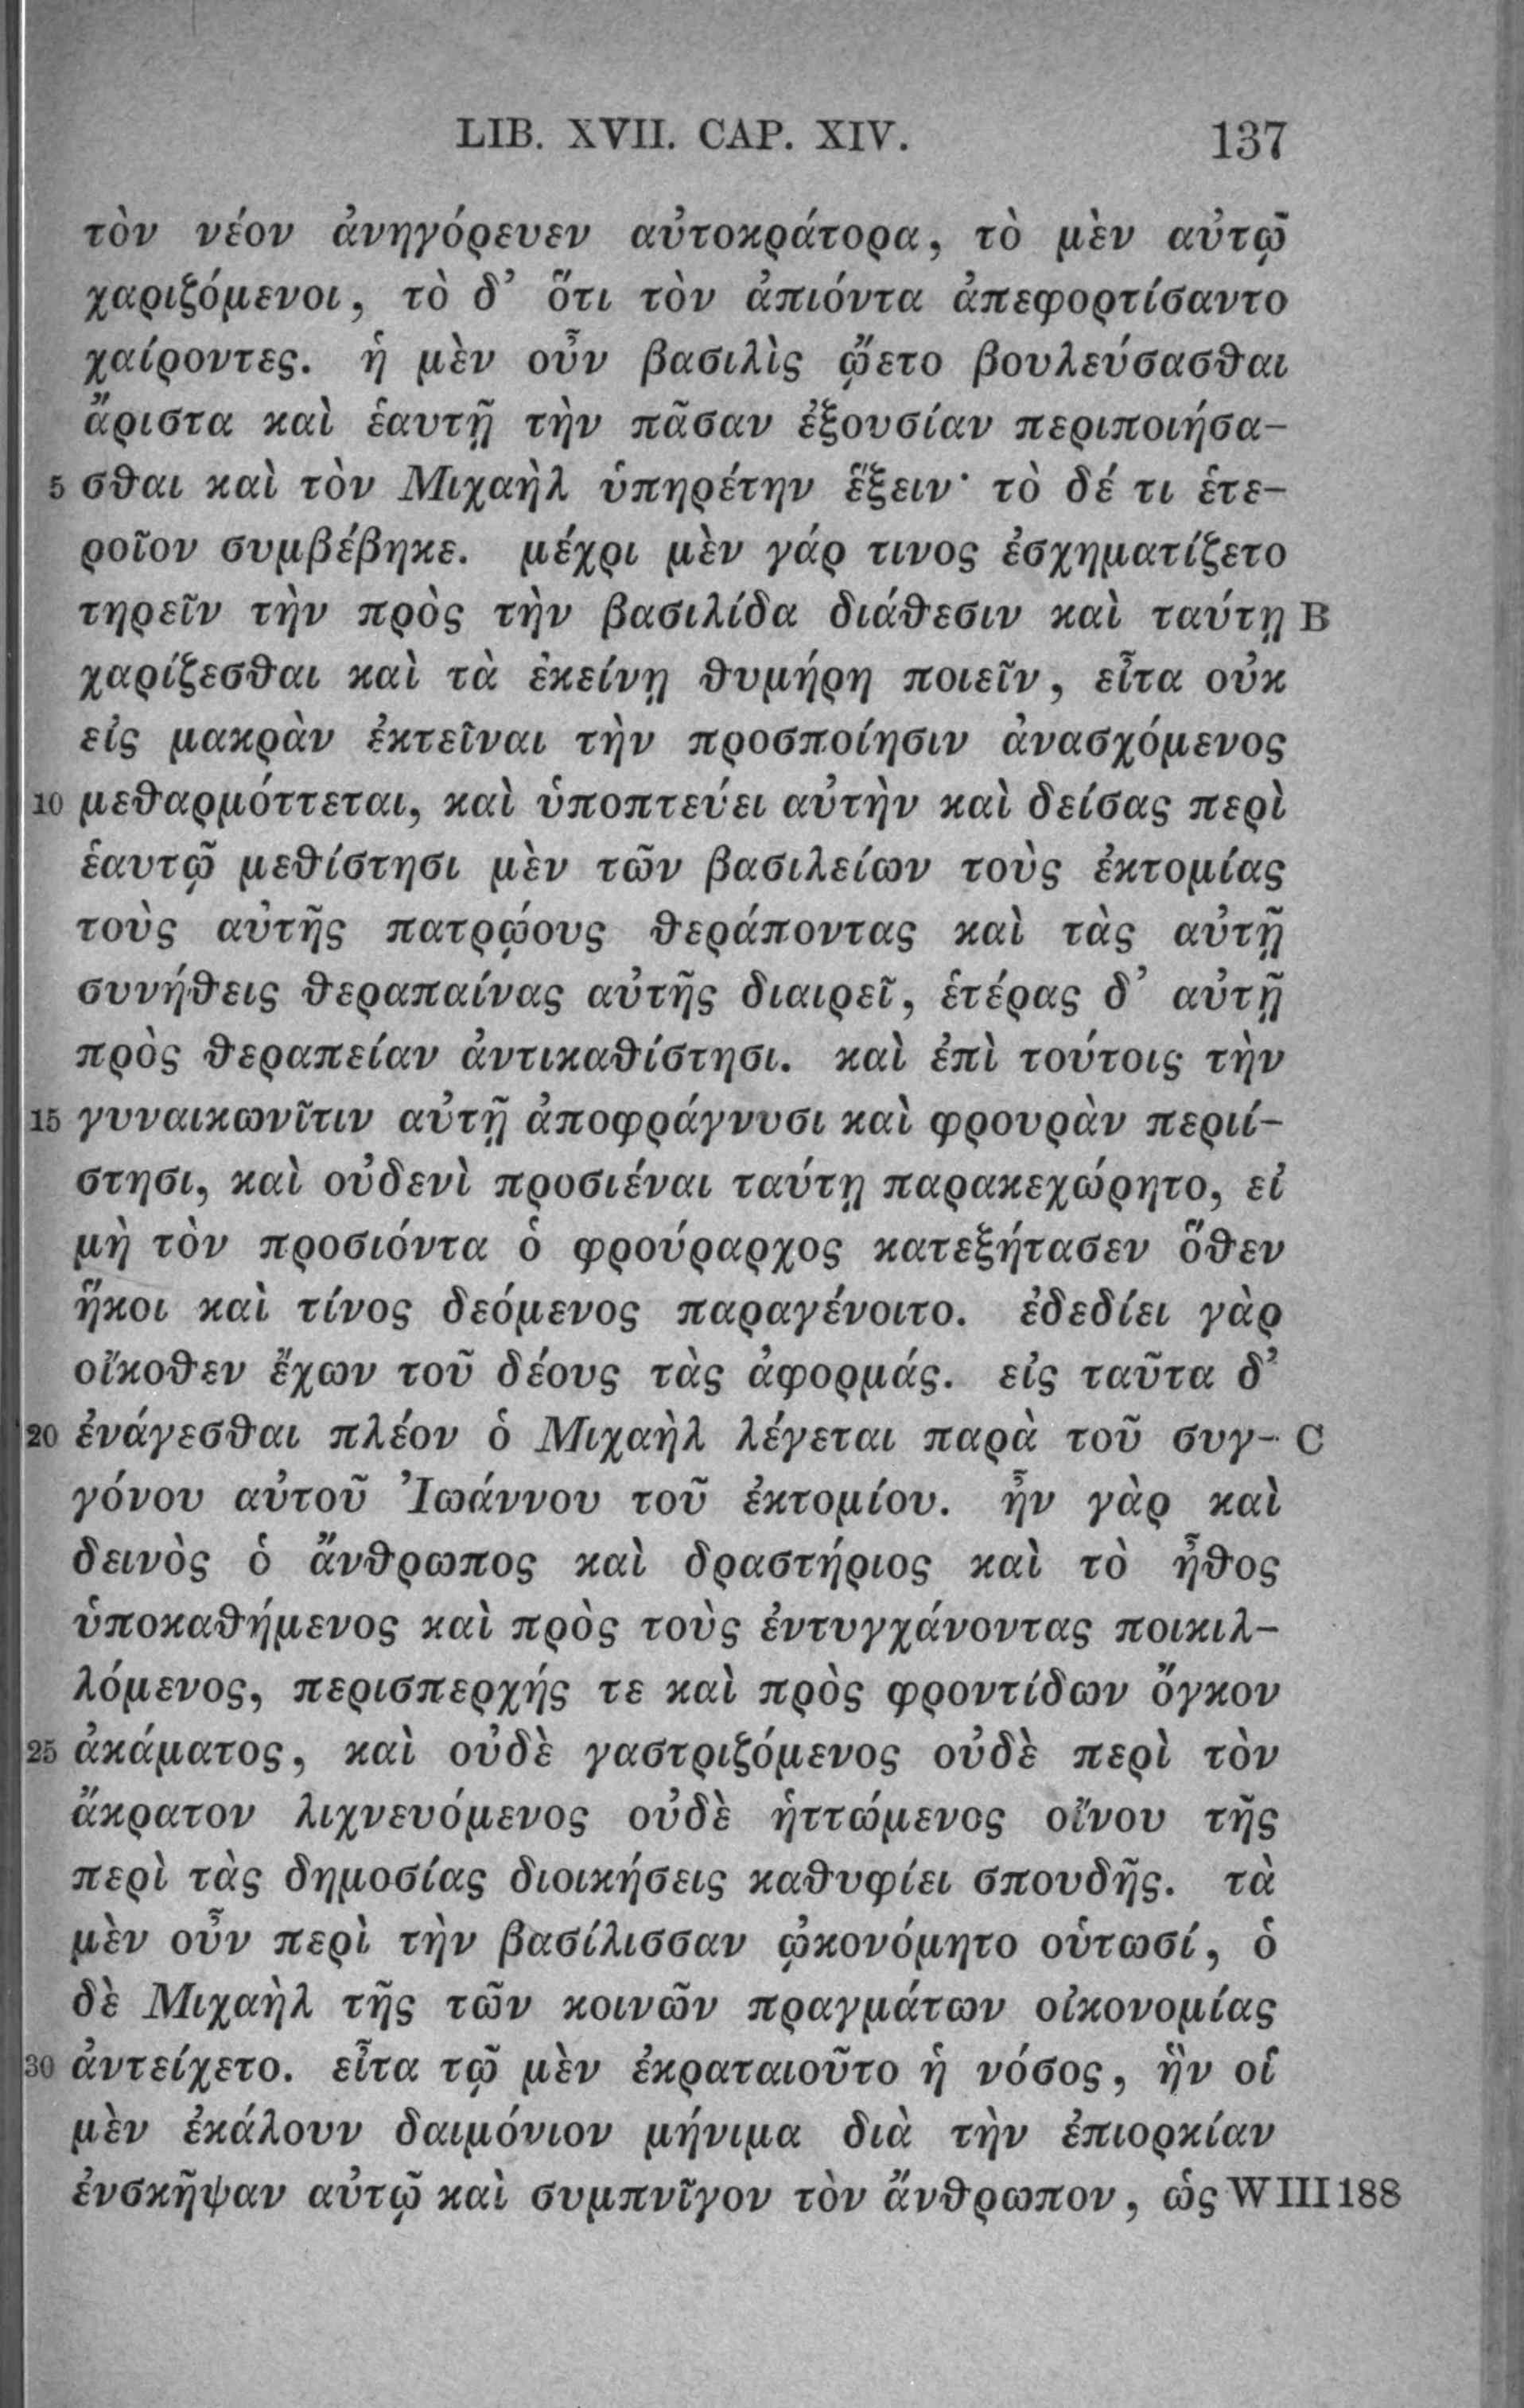 LIB. XVII. CAP. XIV. 137
τὸν νέον ἀνηγόρευεν αὐτοκράτορα, τὸ μὲν αὐτῷ
χαριζόμενοι, τὸ δ’ ὅτι τὸν ἀπιόντα ἀπεφορτίσαντο
χαίροντες. ἡ μὲν οὖν βασιλὶς ᾤετο βουλεύσασθαι
ἄριστα καὶ ἑαυτῇ τὴν πᾶσαν ἐξουσίαν περιποιήσα-
5 σθαι καὶ τὸν Μιχαὴλ ὑπηρέτην ἕξειν· τὸ δέ τι ἑτε-
ροῖον συμβέβηκε. μέχρι μὲν γάρ τινος ἐσχηματίζετο
τηρεῖν τὴν πρὸς τὴν βασιλίδα διάθεσιν καὶ ταύτῃ B
χαρίζεσθαι καὶ τὰ ἐκείνῃ θυμήρη ποιεῖν, εἶτα οὐκ
εἰς μακρὰν ἐκτεῖναι τὴν προσποίησιν ἀνασχόμενος
10 μεθαρμόττεται, καὶ ὑποπτεύει αὐτὴν καὶ δείσας περὶ
ἑαυτῷ μεθίστησι μὲν τῶν βασιλείων τοὺς ἐκτομίας
τοὺς αὐτῆς πατρῴους θεράποντας καὶ τὰς αὐτῇ
συνήθεις θεραπαίνας αὐτῆς διαιρεῖ, ἑτέρας δ’ αὐτῇ
πρὸς θεραπείαν ἀντικαθίστησι. καὶ ἐπὶ τούτοις τὴν
15 γυναικωνῖτιν αὐτῇ ἀποφράγνυσι καὶ φρουρὰν περιί-
στησι, καὶ οὐδενὶ προσιέναι ταύτῃ παρακεχώρητο, εἰ
μὴ τὸν προσιόντα ὁ φρούραρχος κατεξήτασεν ὅθεν
ἥκοι καὶ τίνος δεόμενος παραγένοιτο. ἐδεδίει γὰρ
οἴκοθεν ἔχων τοῦ δέους τὰς ἀφορμάς. εἰς ταῦτα δ’
20 ἐνάγεσθαι πλέον ὁ Μιχαὴλ λέγεται παρὰ τοῦ συγ- C
γόνου αὐτοῦ Ἰωάννου τοῦ ἐκτομίου. ἦν γὰρ καὶ
δεινὸς ὁ ἄνθρωπος καὶ δραστήριος καὶ τὸ ἦθος
ὑποκαθήμενος καὶ πρὸς τοὺς ἐντυγχάνοντας ποικιλ-
λόμενος, περισπερχής τε καὶ πρὸς φροντίδων ὄγκον
25 ἀκάματος, καὶ οὐδὲ γαστριζόμενος οὐδὲ περὶ τὸν
ἄκρατον λιχνευόμενος οὐδὲ ἡττώμενος οἴνου τῆς
περὶ τὰς δημοσίας διοικήσεις καθυφίει σπουδῆς. τὰ
μὲν οὖν περὶ τὴν βασίλισσαν ᾠκονόμητο οὑτωσί, ὁ
δὲ Μιχαὴλ τῆς τῶν κοινῶν πραγμάτων οἰκονομίας
30 ἀντείχετο. εἶτα τῷ μὲν ἐκραταιοῦτο ἡ νόσος, ἣν οἱ
μὲν ἐκάλουν δαιμόνιον μήνιμα διὰ τὴν ἐπιορκίαν
ἐνσκῆψαν αὐτῷ καὶ συμπνῖγον τὸν ἄνθρωπον, ὡς W III 188